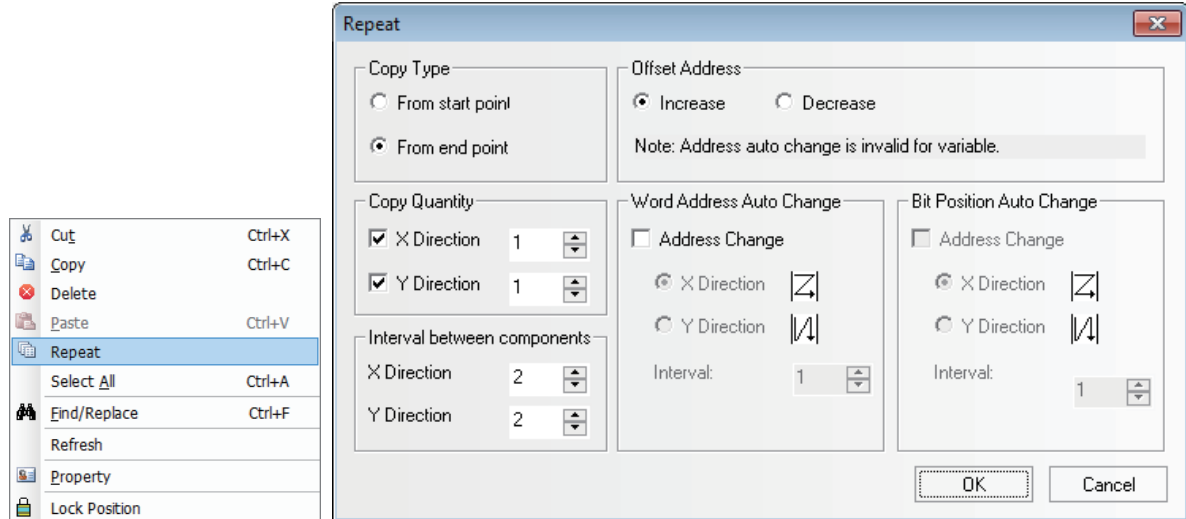 Cut Ctrl+X
Copy Ctrl+C
Delete
Paste Ctrl+V
Repeat
Select All Ctrl+A
Find/Replace Ctrl+F
Refresh
Property
Lock Position
Repeat
Copy Type
From start point
From end point
Offset Address
Increase Decrease
Note: Address auto change is invalid for variable.
Copy Quantity
X Direction 1
Y Direction 1
Interval between components
X Direction 2
Y Direction 2
Word Address Auto Change
Address Change
X Direction
Y Direction
Interval: 1
Bit Position Auto Change
Address Change
X Direction
Y Direction
Interval: 1
OK Cancel